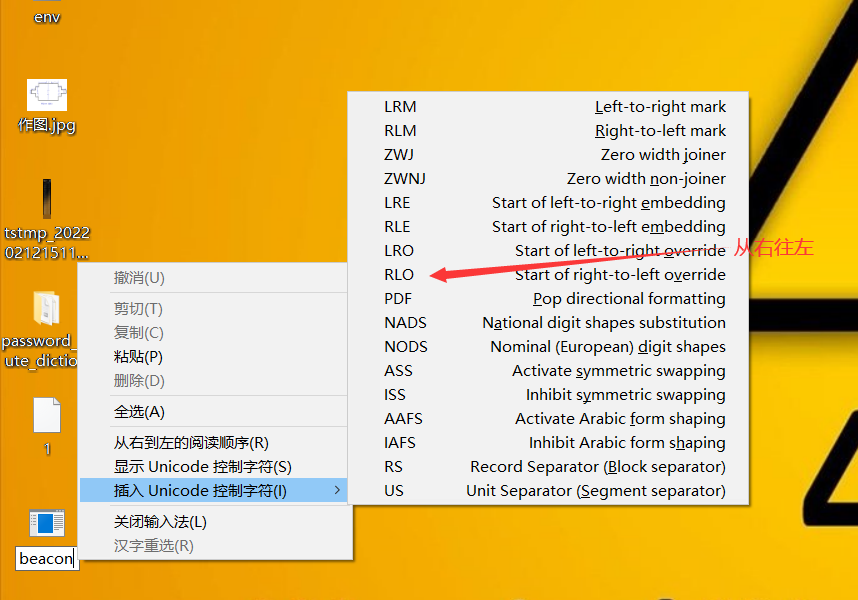 env
作图.jpg
tstmp_2022
02121511...
password_
ute_dictio
1
beacon
撤消(U)
剪切(T)
复制(C)
粘贴(P)
删除(D)
全选(A)
从右到左的阅读顺序(R)
显示 Unicode 控制字符(S)
插入 Unicode 控制字符(I)
关闭输入法(L)
汉字重选(R)
LRM Left-to-right mark
RLM Right-to-left mark
ZWJ Zero width joiner
ZWNJ Zero width non-joiner
LRE Start of left-to-right embedding
RLE Start of right-to-left embedding
LRO Start of left-to-right override
RLO Start of right-to-left override
PDF Pop directional formatting
NADS National digit shapes substitution
NODS Nominal (European) digit shapes
ASS Activate symmetric swapping
ISS Inhibit symmetric swapping
AAFS Activate Arabic form shaping
IAFS Inhibit Arabic form shaping
RS Record Separator (Block separator)
US Unit Separator (Segment separator)
从右往左